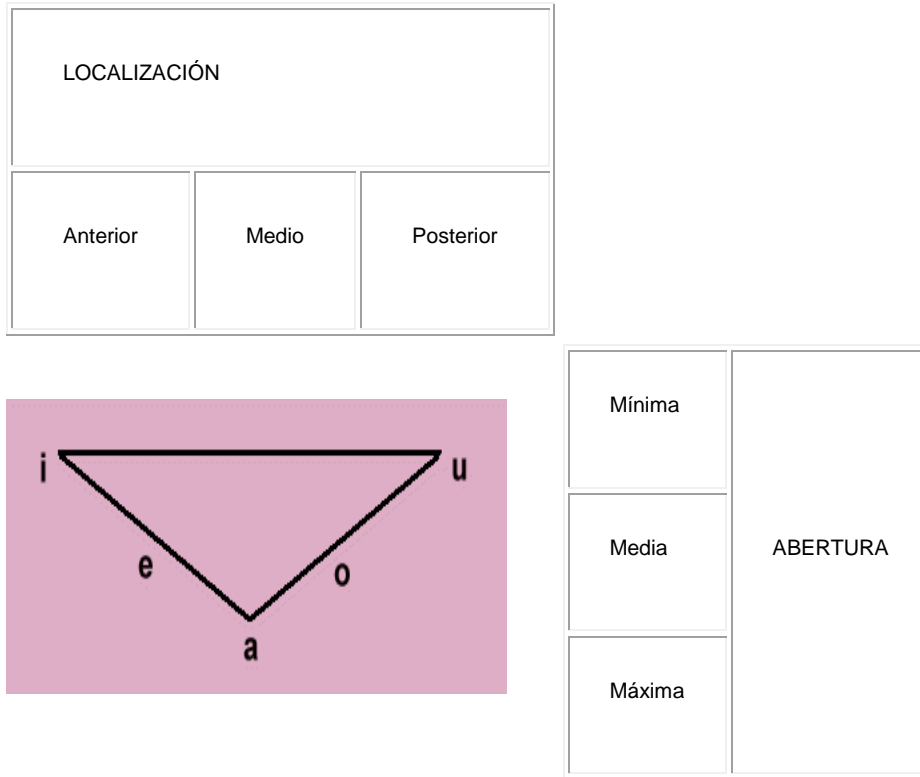 LOCALIZACIÓN
Anterior Medio Posterior
Mínima
i u
Media ABERTURA
e o
a
Máxima